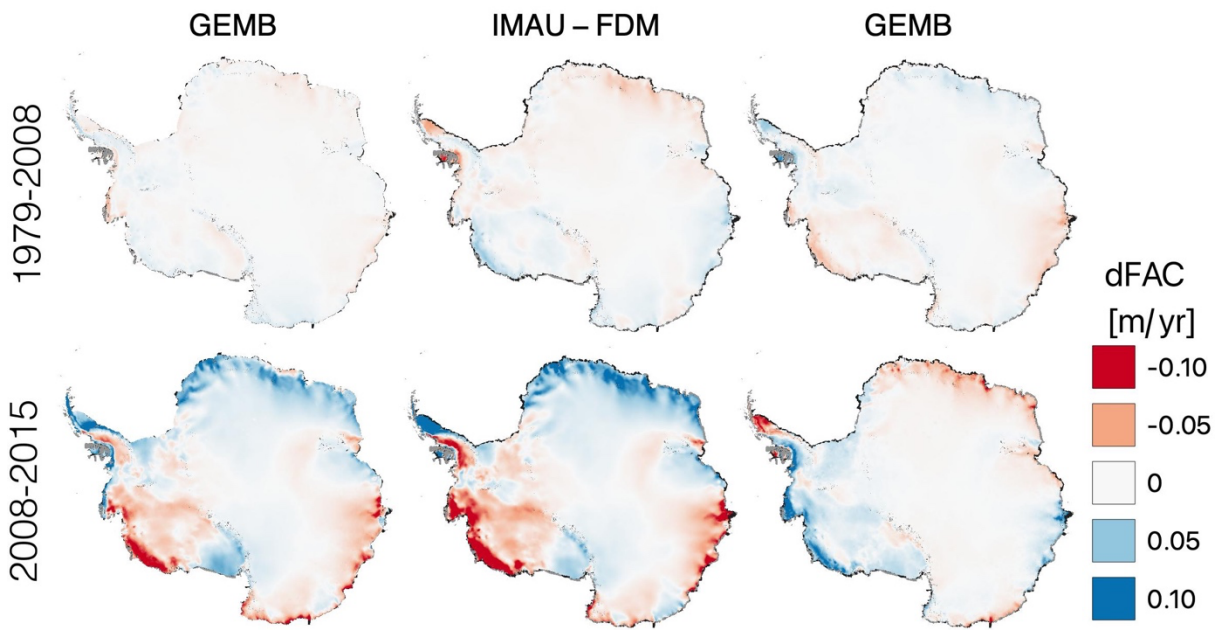 GEMB
IMAU – FDM
GEMB
1979-2008
2008-2015
dFAC
[m/yr]
-0.10
-0.05
0
0.05
0.10